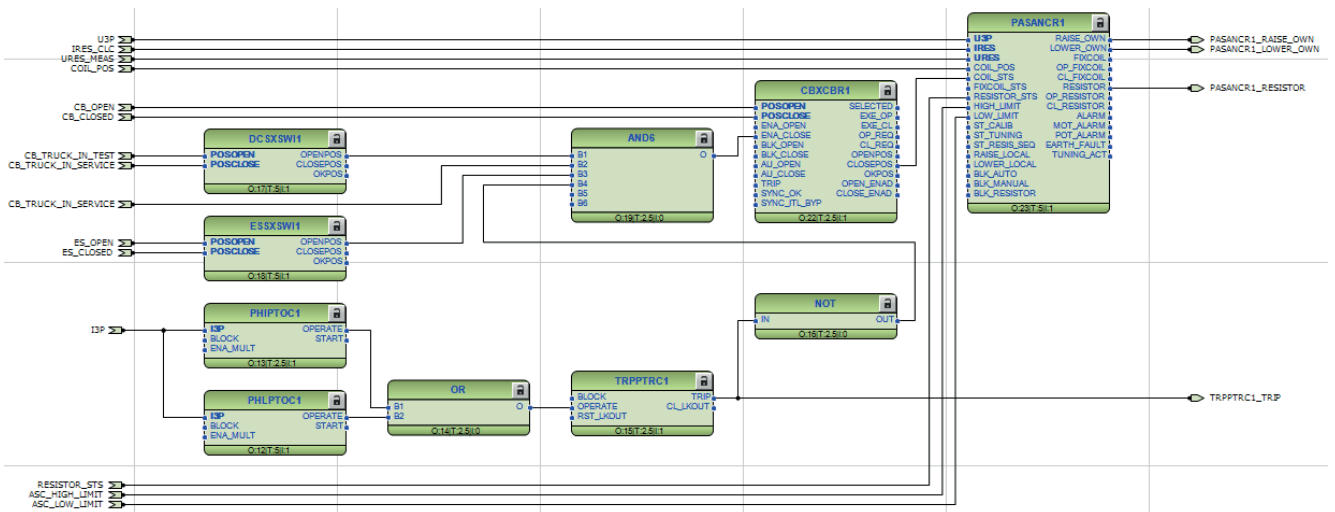 U3P
IRES_CLC
URES_MEAS
COIL_POS
CB_OPEN
CB_CLOSED
CB_TRUCK_IN_TEST
CB_TRUCK_IN_SERVICE
CB_TRUCK_IN_SERVICE
ES_OPEN
ES_CLOSED
I3P
RESISTOR_STS
ASC_HIGH_LIMIT
ASC_LOW_LIMIT
DCSXSWI1
POSOPEN OPENPOS
POSCLOSE CLOSEPOS
OKPOS
O:17|T:5|I:1
ESSXSWI1
POSOPEN OPENPOS
POSCLOSE CLOSEPOS
OKPOS
O:18|T:5|I:1
PHIPTOC1
I3P OPERATE
BLOCK START
ENA_MULT
O:13|T:2.5|I:1
PHLPTOC1
I3P OPERATE
BLOCK START
ENA_MULT
O:12|T:5|I:1
OR
B1 O
B2
O:14|T:2.5|I:0
AND6
B1 O
B2
B3
B4
B5
B6
O:19|T:2.5|I:0
TRPPTRC1
BLOCK TRIP
OPERATE CL_LKOUT
RST_LKOUT
O:15|T:2.5|I:1
CBXCBR1
POSOPEN SELECTED
POSCLOSE EXE_OP
ENA_OPEN EXE_CL
ENA_CLOSE OP_REQ
BLK_OPEN CL_REQ
BLK_CLOSE OPENPOS
AU_OPEN CLOSEPOS
AU_CLOSE OKPOS
TRIP OPEN_ENAD
SYNC_OK CLOSE_ENAD
SYNC_ITL_BYP
O:22|T:2.5|I:1
NOT
IN OUT
O:16|T:2.5|I:0
PASANCR1
U3P RAISE_OWN
IRES LOWER_OWN
URES FIXCOIL
COIL_POS OP_FIXCOIL
COIL_STS CL_FIXCOIL
FIXCOIL_STS RESISTOR
RESISTOR_STS OP_RESISTOR
HIGH_LIMIT CL_RESISTOR
LOW_LIMIT ALARM
ST_CALIB MOT_ALARM
ST_TUNING POT_ALARM
ST_RESIS_SEQ EARTH_FAULT
RAISE_LOCAL TUNING_ACT
LOWER_LOCAL
BLK_AUTO
BLK_MANUAL
BLK_RESISTOR
O:23|T:5|I:1
PASANCR1_RAISE_OWN
PASANCR1_LOWER_OWN
PASANCR1_RESISTOR
TRPPTRC1_TRIP